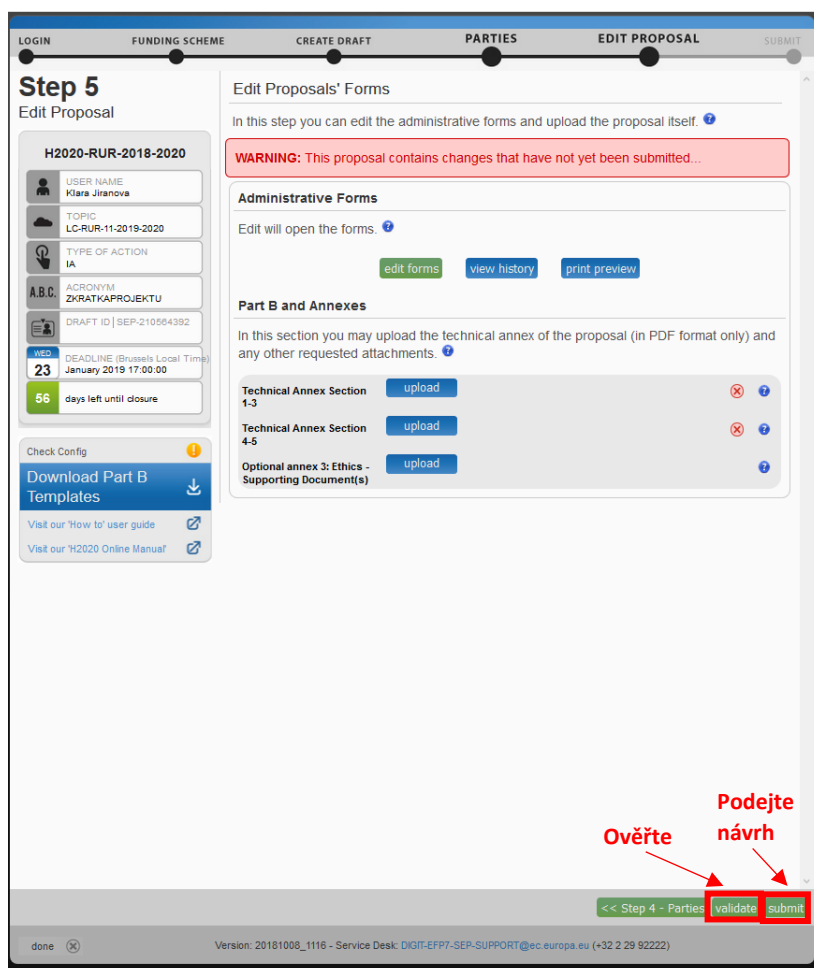 LOGIN FUNDING SCHEME CREATE DRAFT PARTIES EDIT PROPOSAL SUBMIT
Step 5
Edit Proposal
H2020-RUR-2018-2020
USER NAME
Klara Jiranova
TOPIC
LC-RUR-11-2019-2020
TYPE OF ACTION
IA
A.B.C.
ACRONYM
ZKRATKAPROJEKTU
DRAFT ID SEP-210564392
WED
23
DEADLINE (Brussels Local Time)
January 2019 17:00:00
56 days left until closure
Check Config
Download Part B
Templates
Visit our 'How to' user guide
Visit our 'H2020 Online Manual'
Edit Proposals' Forms
In this step you can edit the administrative forms and upload the proposal itself. ?
WARNING: This proposal contains changes that have not yet been submitted...
Administrative Forms
Edit will open the forms. ?
edit forms view history print preview
Part B and Annexes
In this section you may upload the technical annex of the proposal (in PDF format only) and
any other requested attachments. ?
Technical Annex Section
1-3
upload
Technical Annex Section
4-5
upload
Optional annex 3: Ethics -
Supporting Document(s)
upload
Ověřte
Podejte
návrh
<< Step 4 - Parties validate submit
done
Version: 20181008_1116 - Service Desk: DIGIT-EFP7-SEP-SUPPORT@ec.europa.eu (+32 2 29 92222)